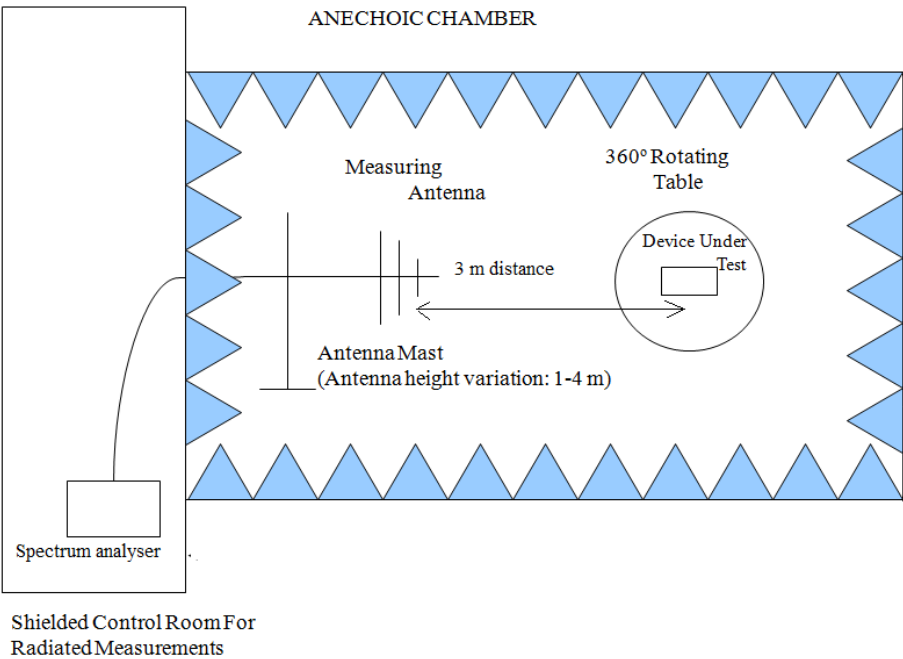 ANECHOIC CHAMBER
Measuring
Antenna
360º Rotating
Table
Device Under
Test
3 m distance
Antenna Mast
(Antenna height variation: 1-4 m)
Spectrum analyser
Shielded Control Room For
Radiated Measurements